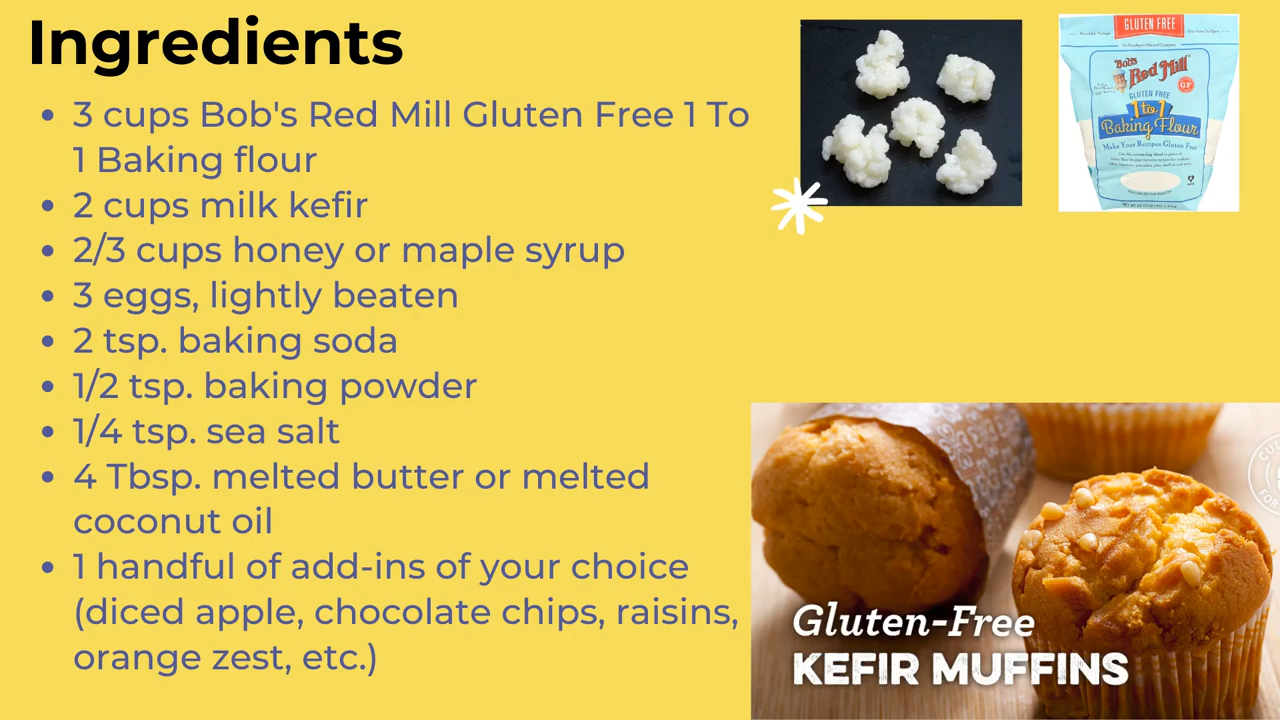 Ingredients
3 cups Bob's Red Mill Gluten Free 1 To
1 Baking flour
2 cups milk kefir
2/3 cups honey or maple syrup
3 eggs, lightly beaten
2 tsp. baking soda
1/2 tsp. baking powder
1/4 tsp. sea salt
4 Tbsp. melted butter or melted
coconut oil
1 handful of add-ins of your choice
(diced apple, chocolate chips, raisins,
orange zest, etc.)
GLUTEN FREE
Bob's
Red Mill
GF
GLUTEN FREE
1 to 1
Baking Flour
Make Your Recipes Gluten Free
Gluten-Free
KEFIR MUFFINS